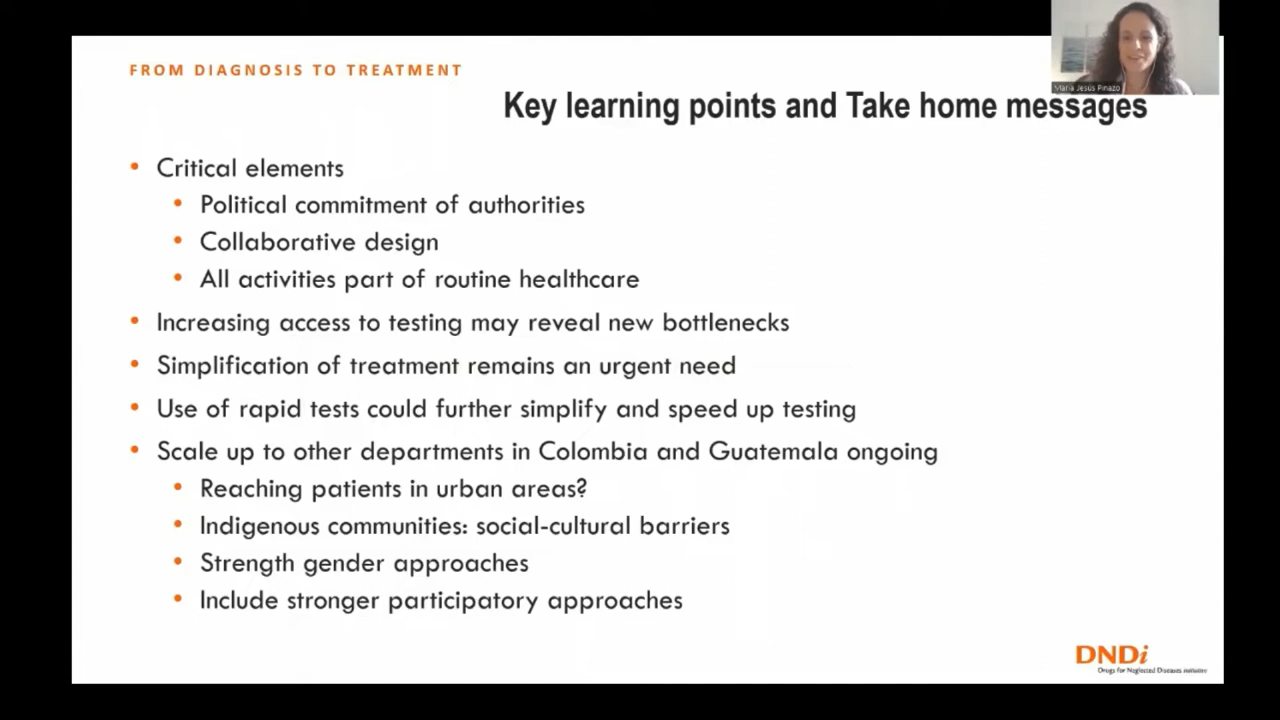 Maria Jesús Pinazo
FROM DIAGNOSIS TO TREATMENT
Key learning points and Take home messages
• Critical elements
• Political commitment of authorities
• Collaborative design
• All activities part of routine healthcare
• Increasing access to testing may reveal new bottlenecks
• Simplification of treatment remains an urgent need
• Use of rapid tests could further simplify and speed up testing
• Scale up to other departments in Colombia and Guatemala ongoing
• Reaching patients in urban areas?
• Indigenous communities: social-cultural barriers
• Strength gender approaches
• Include stronger participatory approaches
DNDi
Drugs for Neglected Diseases initiative